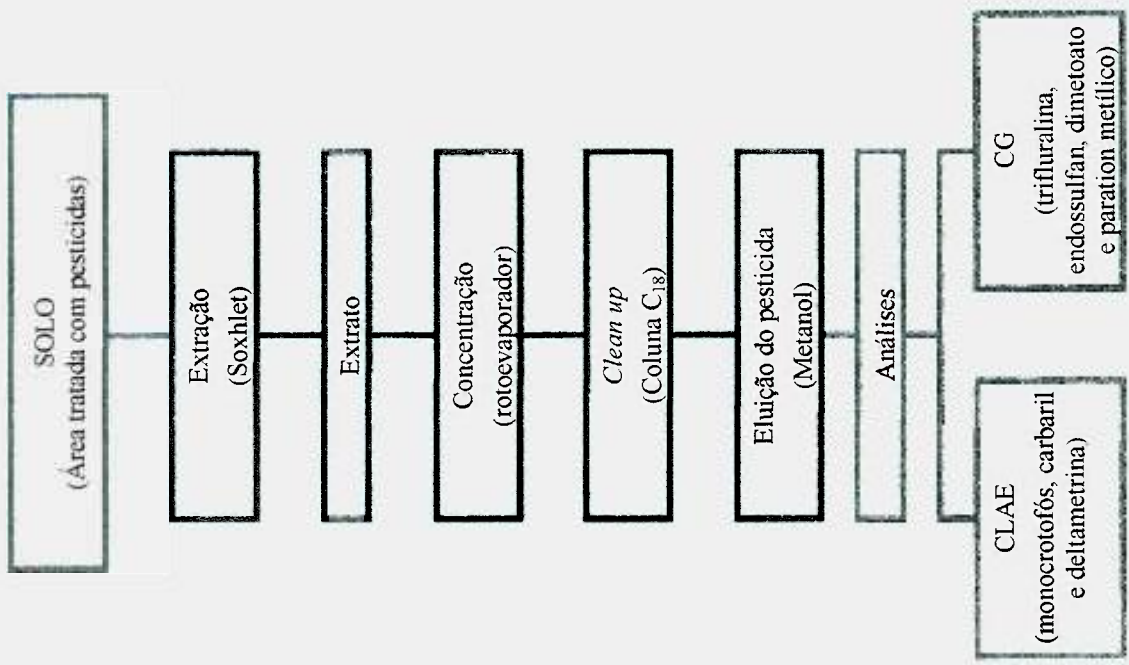 SOLO
(Área tratada com pesticidas)
Extração
(Soxhlet)
Extrato
Concentração
(rotoevaporador)
Clean up
(Coluna C₁₈)
Eluição do pesticida
(Metanol)
Análises
CLAE
(monocrotofós, carbaril
e deltametrina)
CG
(trifluralina,
endossulfan, dimetoato
e paration metílico)